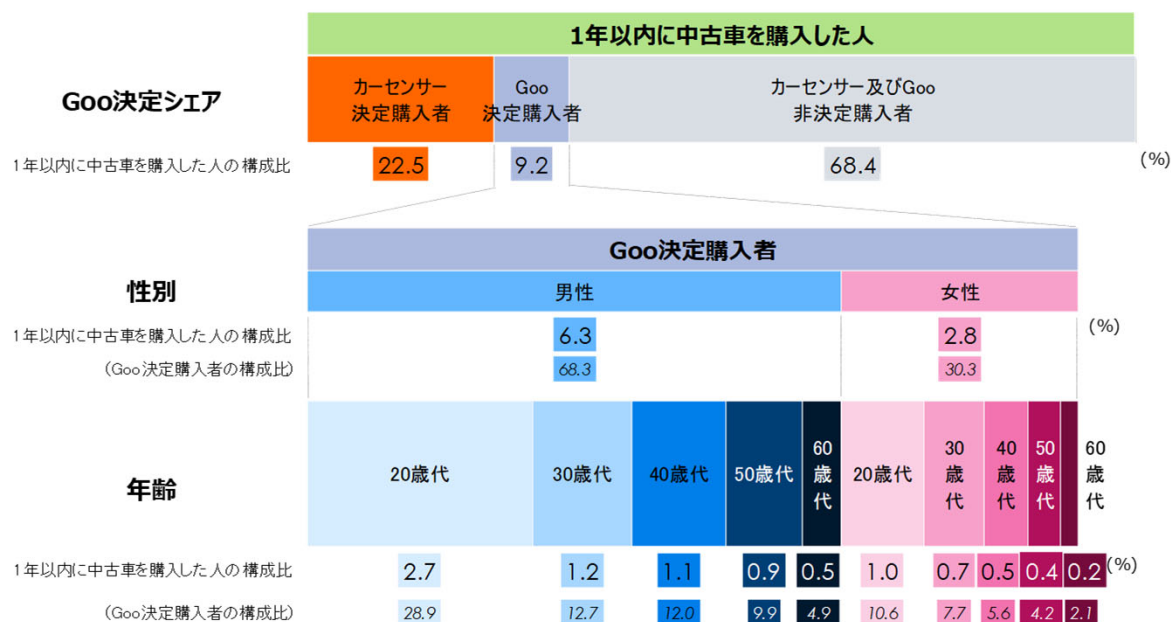 1年以内に中古車を購入した人
Goo決定シェア
カーセンサー
決定購入者
Goo
決定購入者
カーセンサー及びGoo
非決定購入者
1年以内に中古車を購入した人の構成比
22.5
9.2
68.4
(%)
Goo決定購入者
性別
男性
女性
1年以内に中古車を購入した人の構成比
6.3
2.8
(%)
(Goo決定購入者の構成比)
68.3
30.3
年齢
20歳代
30歳代
40歳代
50歳代
60歳代
20歳代
30歳代
40歳代
50歳代
60歳代
1年以内に中古車を購入した人の構成比
2.7
1.2
1.1
0.9
0.5
1.0
0.7
0.5
0.4
0.2
(%)
(Goo決定購入者の構成比)
28.9
12.7
12.0
9.9
4.9
10.6
7.7
5.6
4.2
2.1